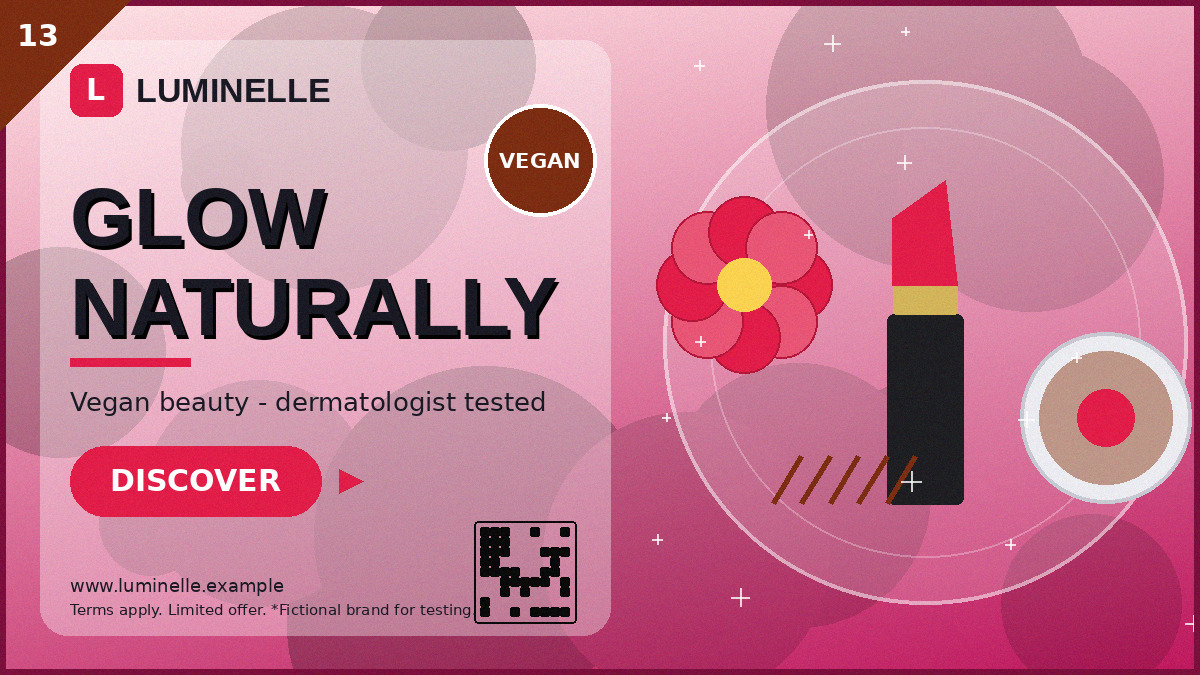 13
L LUMINELLE
VEGAN
GLOW
NATURALLY
Vegan beauty - dermatologist tested
DISCOVER
www.luminelle.example
Terms apply. Limited offer. *Fictional brand for testing.